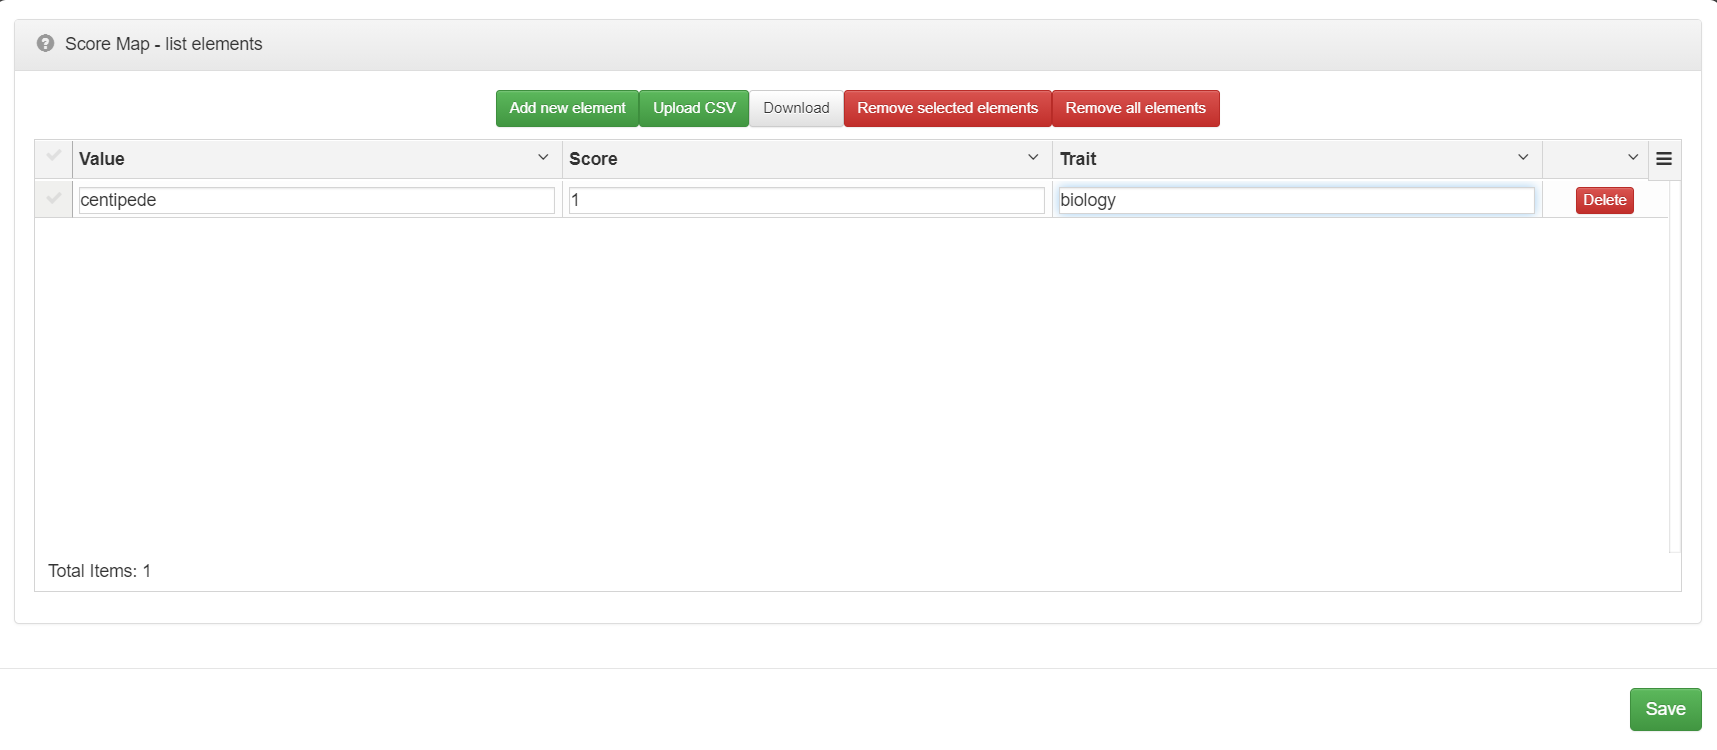 Score Map - list elements
Add new element Upload CSV Download Remove selected elements Remove all elements
Value Score Trait
centipede 1 biology Delete
Total Items: 1
Save